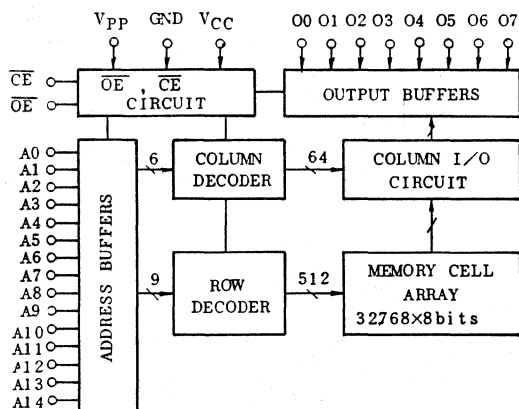 VPP GND VCC
O0 O1 O2 O3 O4 O5 O6 O7
CE
OE
OE , CE
CIRCUIT
OUTPUT BUFFERS
A0
A1
A2
A3
A4
A5
A6
A7
A8
A9
A10
A11
A12
A13
A14
ADDRESS BUFFERS
6
COLUMN
DECODER
64
COLUMN I/O
CIRCUIT
9
ROW
DECODER
512
MEMORY CELL
ARRAY
32,768×8bits